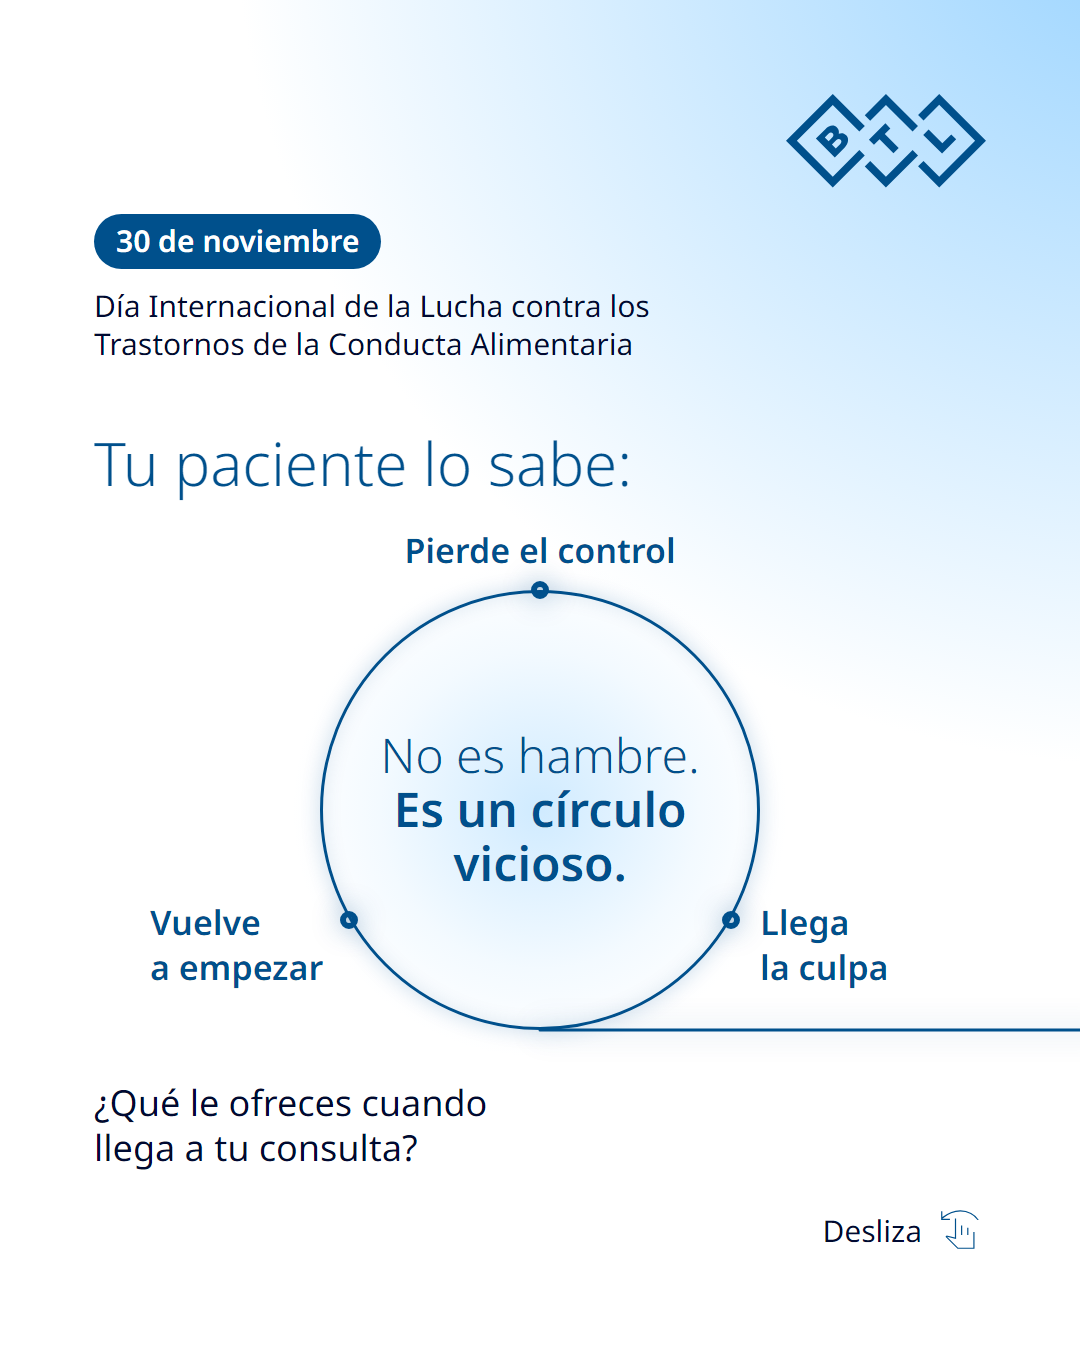 BTL
30 de noviembre
Día Internacional de la Lucha contra los
Trastornos de la Conducta Alimentaria
Tu paciente lo sabe:
Pierde el control
No es hambre.
Es un círculo
vicioso.
Vuelve
a empezar
Llega
la culpa
¿Qué le ofreces cuando
llega a tu consulta?
Desliza